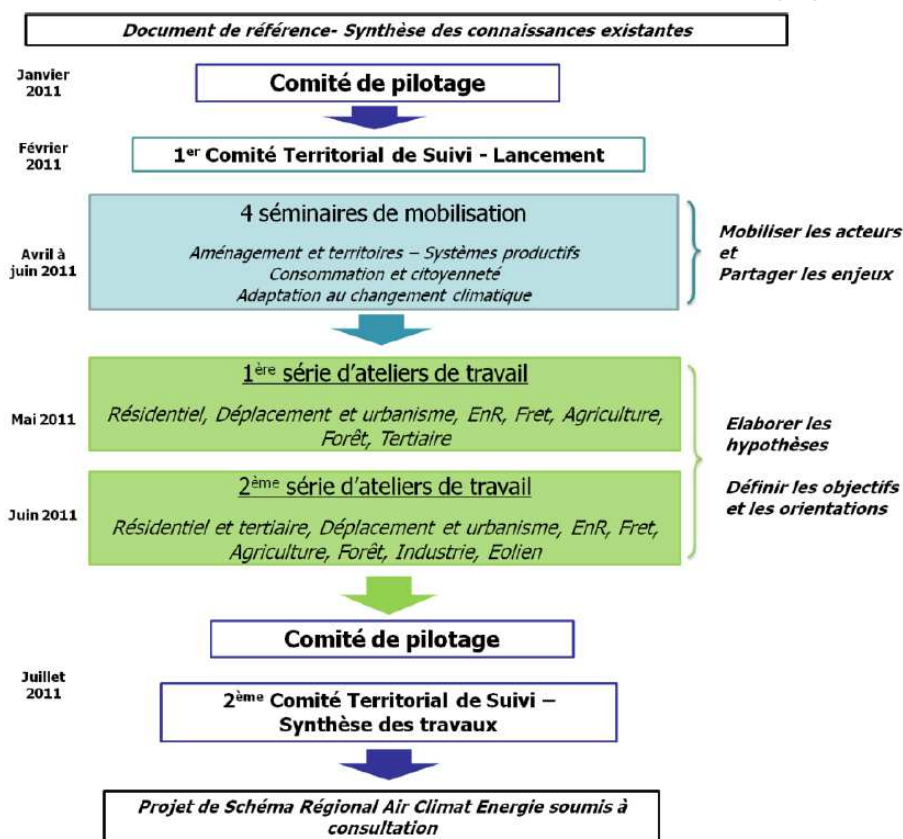 Document de référence- Synthèse des connaissances existantes
Janvier
2011
Comité de pilotage
Février
2011
1er Comité Territorial de Suivi - Lancement
4 séminaires de mobilisation
Avril à
juin 2011
Aménagement et territoires – Systèmes productifs
Consommation et citoyenneté
Adaptation au changement climatique
Mobiliser les acteurs
et
Partager les enjeux
1ère série d'ateliers de travail
Mai 2011
Résidentiel, Déplacement et urbanisme, EnR, Fret, Agriculture,
Forêt, Tertiaire
2ème série d'ateliers de travail
Juin 2011
Résidentiel et tertiaire, Déplacement et urbanisme, EnR, Fret,
Agriculture, Forêt, Industrie, Eolien
Elaborer les
hypothèses
Définir les objectifs
et les orientations
Comité de pilotage
Juillet
2011
2ème Comité Territorial de Suivi –
Synthèse des travaux
Projet de Schéma Régional Air Climat Energie soumis à
consultation